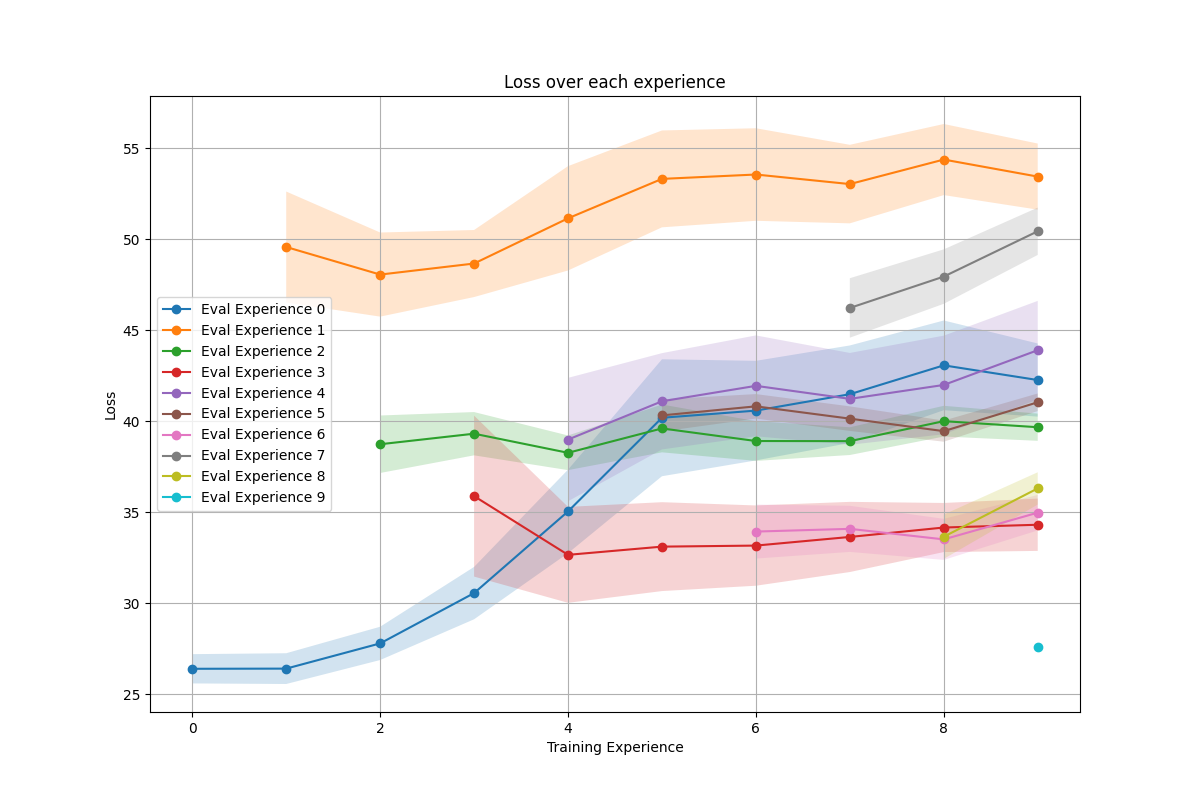 Loss over each experience
55
50
45
40
35
30
25
Loss
Eval Experience 0
Eval Experience 1
Eval Experience 2
Eval Experience 3
Eval Experience 4
Eval Experience 5
Eval Experience 6
Eval Experience 7
Eval Experience 8
Eval Experience 9
0 2 4 6 8
Training Experience